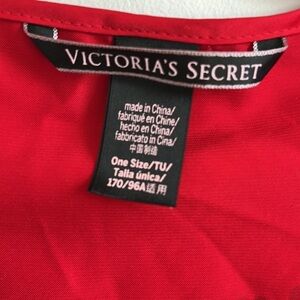 VICTORIA'S SECRET
made in China/
fabriqué en Chine/
hecho en China/
fabbricato in Cina/
中国制造
One Size/TU/
Talla única/
170/96A适用